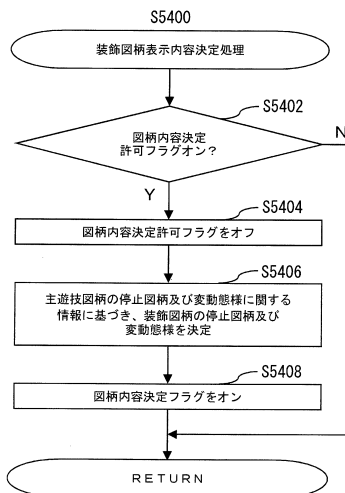 S5400
装飾図柄表示内容決定処理
S5402
図柄内容決定
許可フラグオン?
N
Y
S5404
図柄内容決定許可フラグをオフ
S5406
主遊技図柄の停止図柄及び変動態様に関する
情報に基づき、装飾図柄の停止図柄及び
変動態様を決定
S5408
図柄内容決定フラグをオン
RETURN